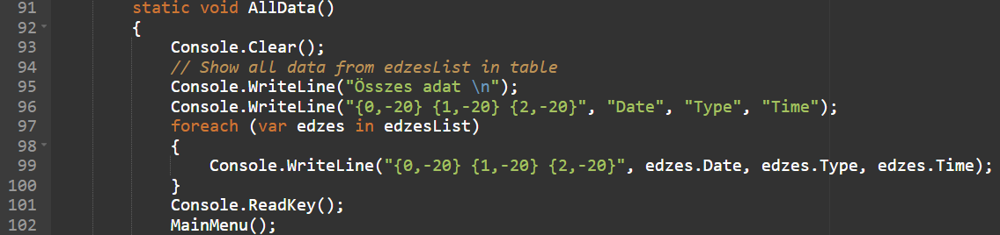 91 static void AllData()
92 {
93 Console.Clear();
94 // Show all data from edzesList in table
95 Console.WriteLine("Összes adat \n");
96 Console.WriteLine("{0,-20} {1,-20} {2,-20}", "Date", "Type", "Time");
97 foreach (var edzes in edzesList)
98 {
99 Console.WriteLine("{0,-20} {1,-20} {2,-20}", edzes.Date, edzes.Type, edzes.Time);
100 }
101 Console.ReadKey();
102 MainMenu();